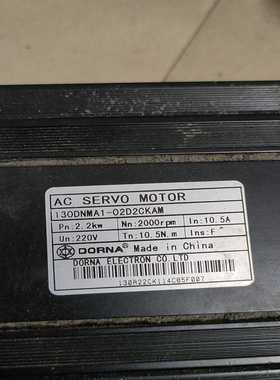 AC SERVO MOTOR
130DNMA1-02D2CKAM
Pn:2.2kw Nn:2000rpm In:10.5A
Un:220V Tn:10.5N.m Ins:F
DORNA Made in China
DORNA ELECTRON CO.LTD
130R22CK114C85F007